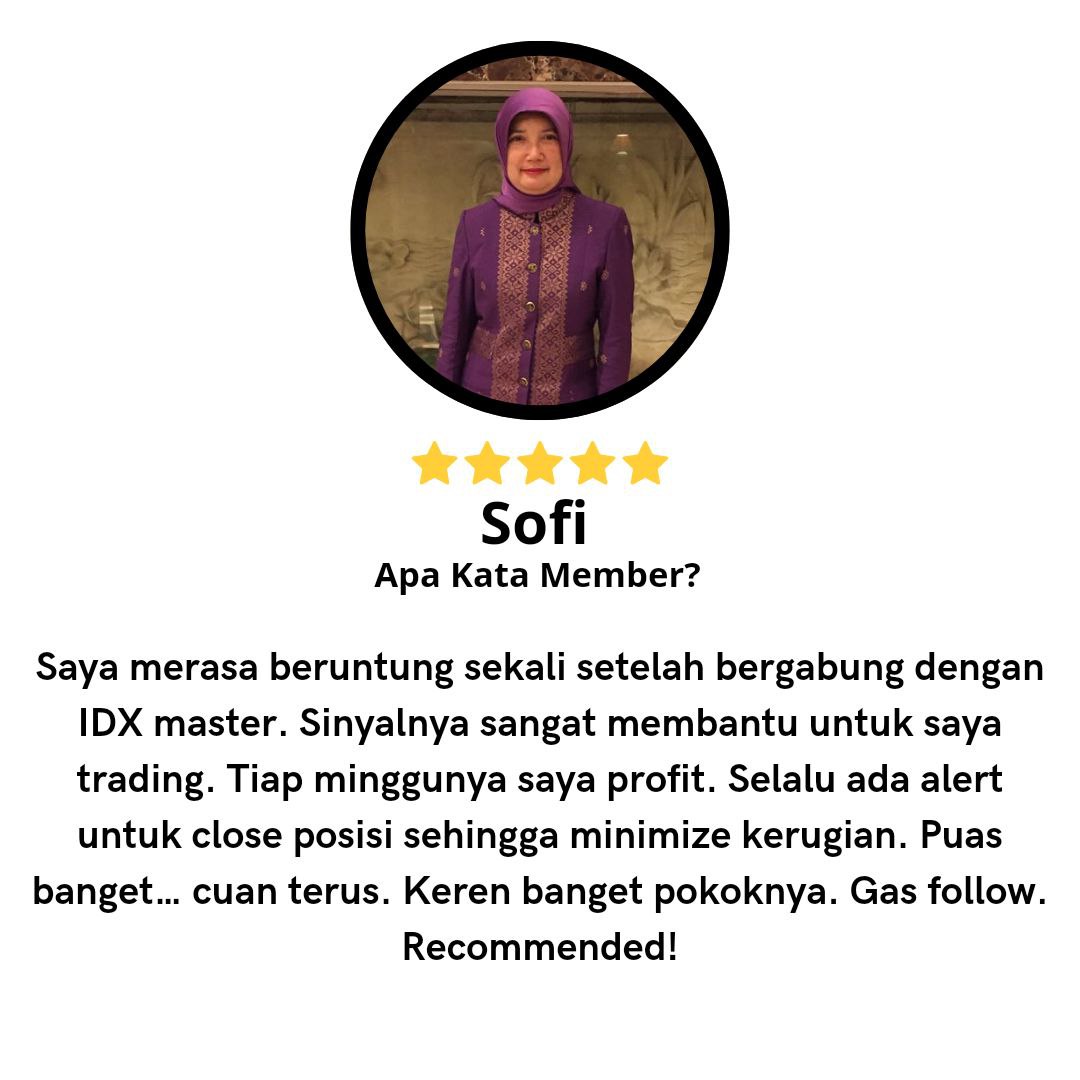 Sofi
Apa Kata Member?
Saya merasa beruntung sekali setelah bergabung dengan
IDX master. Sinyalnya sangat membantu untuk saya
trading. Tiap minggunya saya profit. Selalu ada alert
untuk close posisi sehingga minimize kerugian. Puas
banget... cuan terus. Keren banget pokoknya. Gas follow.
Recommended!